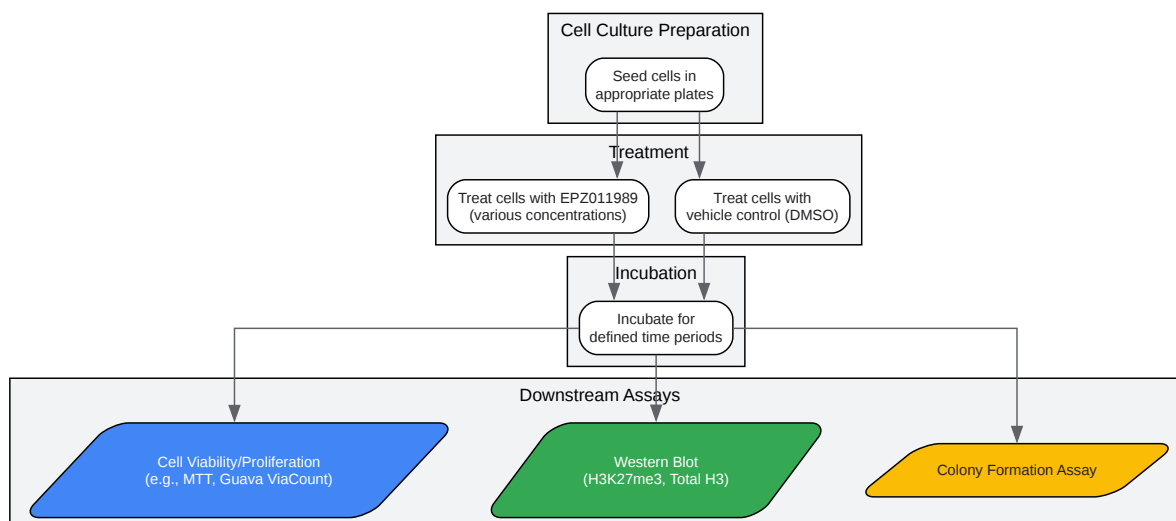 Cell Culture Preparation
Seed cells in
appropriate plates
Treatment
Treat cells with EPZ011989
(various concentrations)
Treat cells with
vehicle control (DMSO)
Incubation
Incubate for
defined time periods
Downstream Assays
Cell Viability/Proliferation
(e.g., MTT, Guava ViaCount)
Western Blot
(H3K27me3, Total H3)
Colony Formation Assay